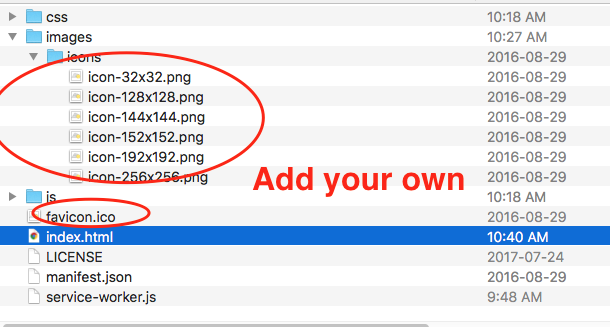 css 10:18 AM
images 10:27 AM
icons 2016-08-29
icon-32x32.png 2016-08-29
icon-128x128.png 2016-08-29
icon-144x144.png 2016-08-29
icon-152x152.png 2016-08-29
icon-192x192.png 2016-08-29
icon-256x256.png 2016-08-29
Add your own
js 10:18 AM
favicon.ico 2016-08-29
index.html 10:40 AM
LICENSE 2017-07-24
manifest.json 2016-08-29
service-worker.js 9:48 AM